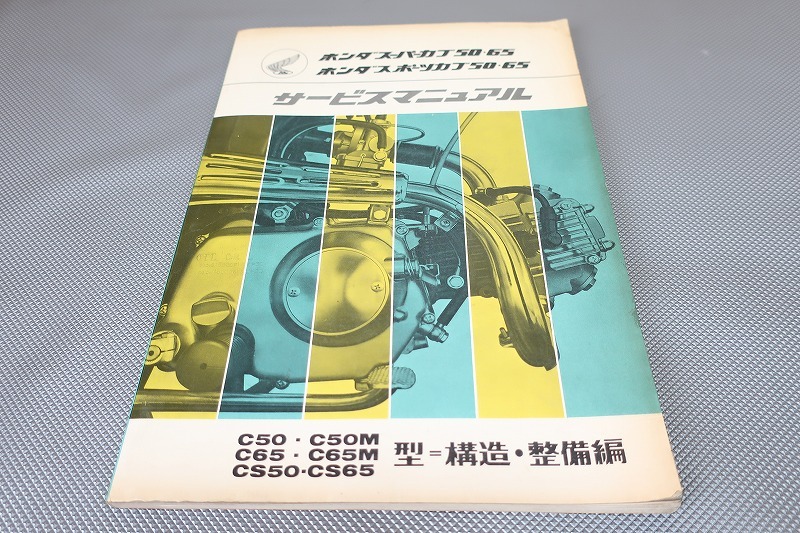 ホンダスーパーカブ50・65
ホンダスポーツカブ50・65
サービスマニュアル
C50・C50M
C65・C65M
CS50・CS65
型=構造・整備編